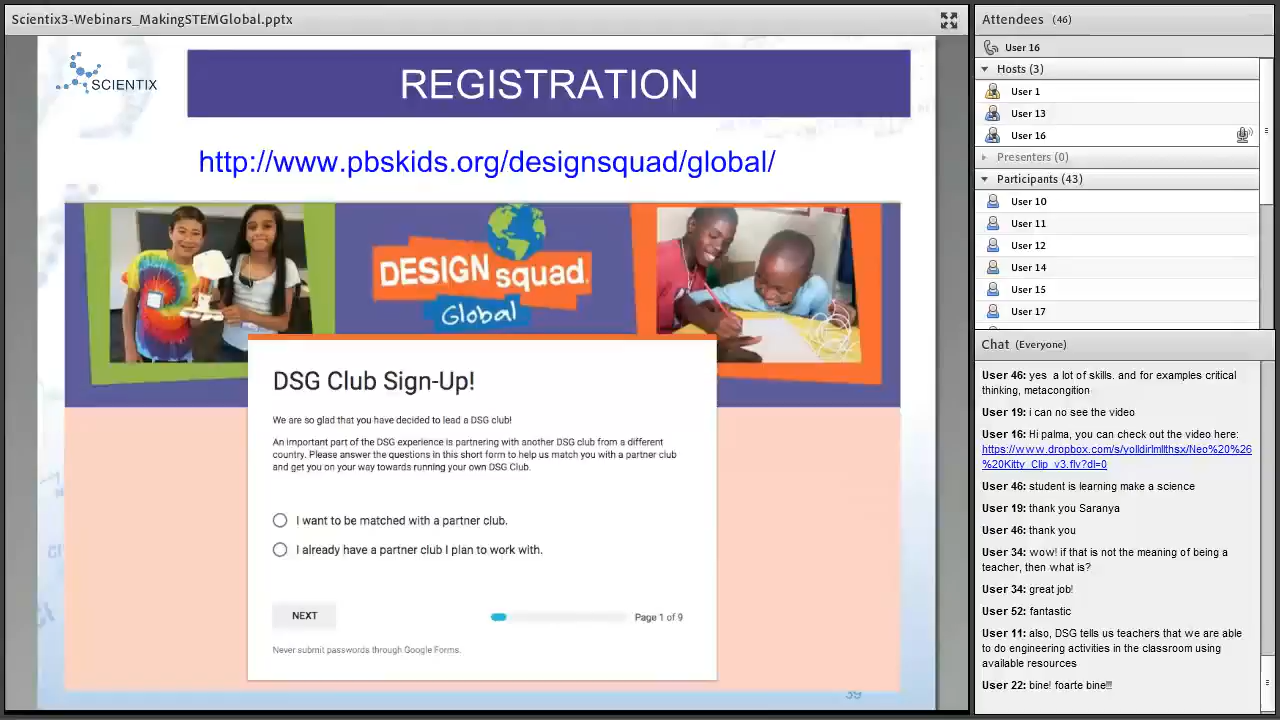 Scientix3-Webinars_MakingSTEMGlobal.pptx
SCIENTIX
REGISTRATION
http://www.pbskids.org/designsquad/global/
DESIGN squad.
Global
DSG Club Sign-Up!
We are so glad that you have decided to lead a DSG club!
An important part of the DSG experience is partnering with another DSG club from a different
country. Please answer the questions in this short form to help us match you with a partner club
and get you on your way towards running your own DSG Club.
I want to be matched with a partner club.
I already have a partner club I plan to work with.
NEXT
Page 1 of 9
Never submit passwords through Google Forms.
39
Attendees (46)
User 16
Hosts (3)
User 1
User 13
User 16
Presenters (0)
Participants (43)
User 10
User 11
User 12
User 14
User 15
User 17
Chat (Everyone)
User 46: yes a lot of skills. and for examples critical
thinking, metacongition
User 19: i can no see the video
User 16: Hi palma, you can check out the video here:
https://www.dropbox.com/s/volldirlmllthsx/Neo%20%26
%20Kitty_Clip_v3.flv?dl=0
User 46: student is learning make a science
User 19: thank you Saranya
User 46: thank you
User 34: wow! if that is not the meaning of being a
teacher, then what is?
User 34: great job!
User 52: fantastic
User 11: also, DSG tells us teachers that we are able
to do engineering activities in the classroom using
available resources
User 22: bine! foarte bine!!!